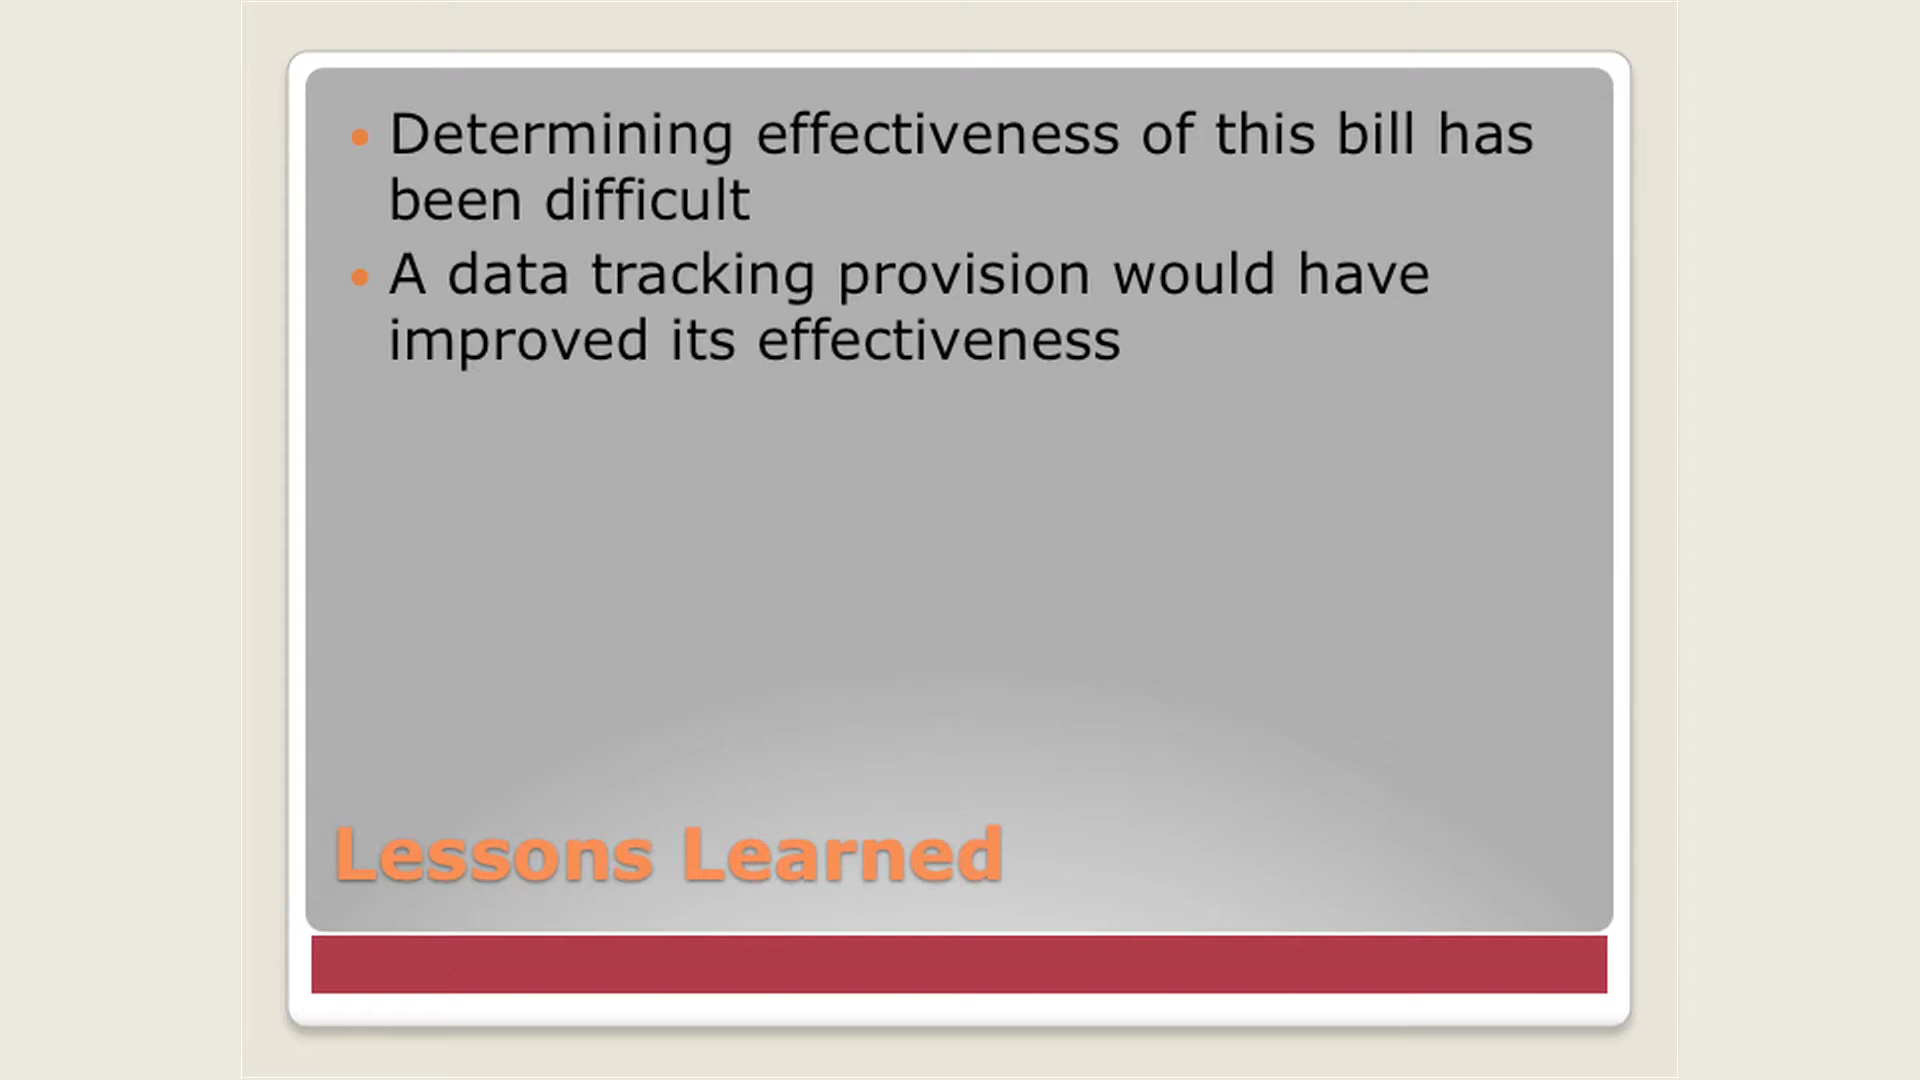 • Determining effectiveness of this bill has
been difficult
• A data tracking provision would have
improved its effectiveness
Lessons Learned